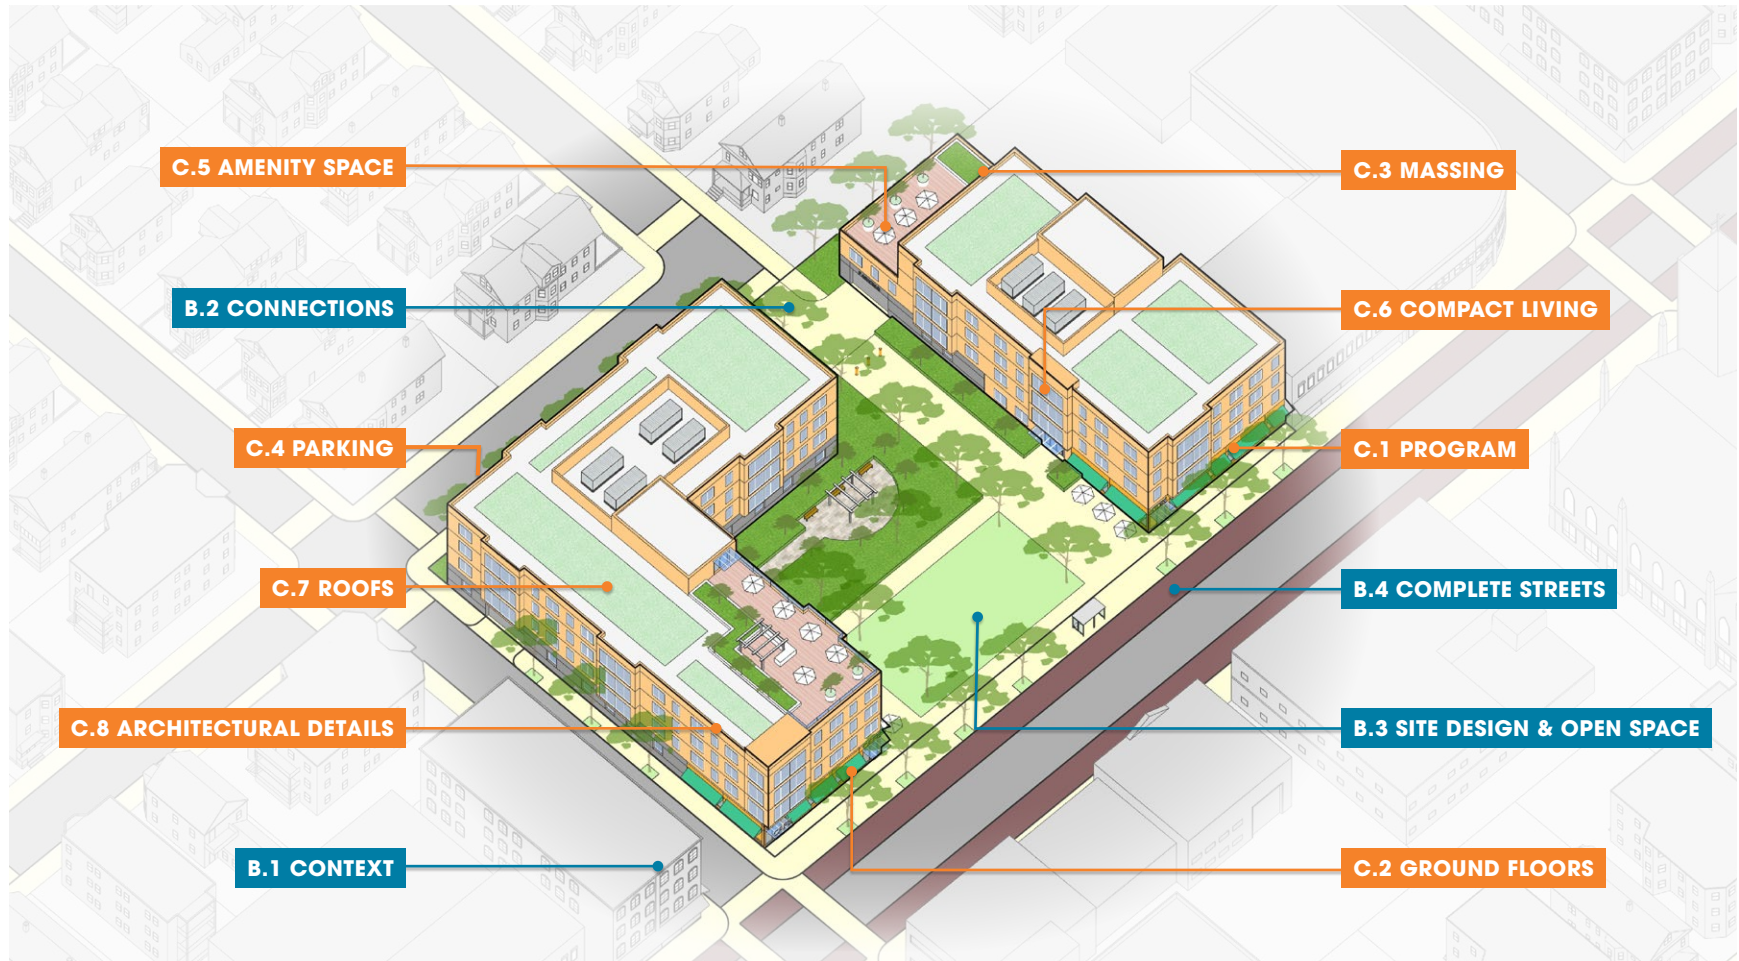 C.5 AMENITY SPACE
C.3 MASSING
B.2 CONNECTIONS
C.6 COMPACT LIVING
C.4 PARKING
C.1 PROGRAM
C.7 ROOFS
B.4 COMPLETE STREETS
C.8 ARCHITECTURAL DETAILS
B.3 SITE DESIGN & OPEN SPACE
B.1 CONTEXT
C.2 GROUND FLOORS